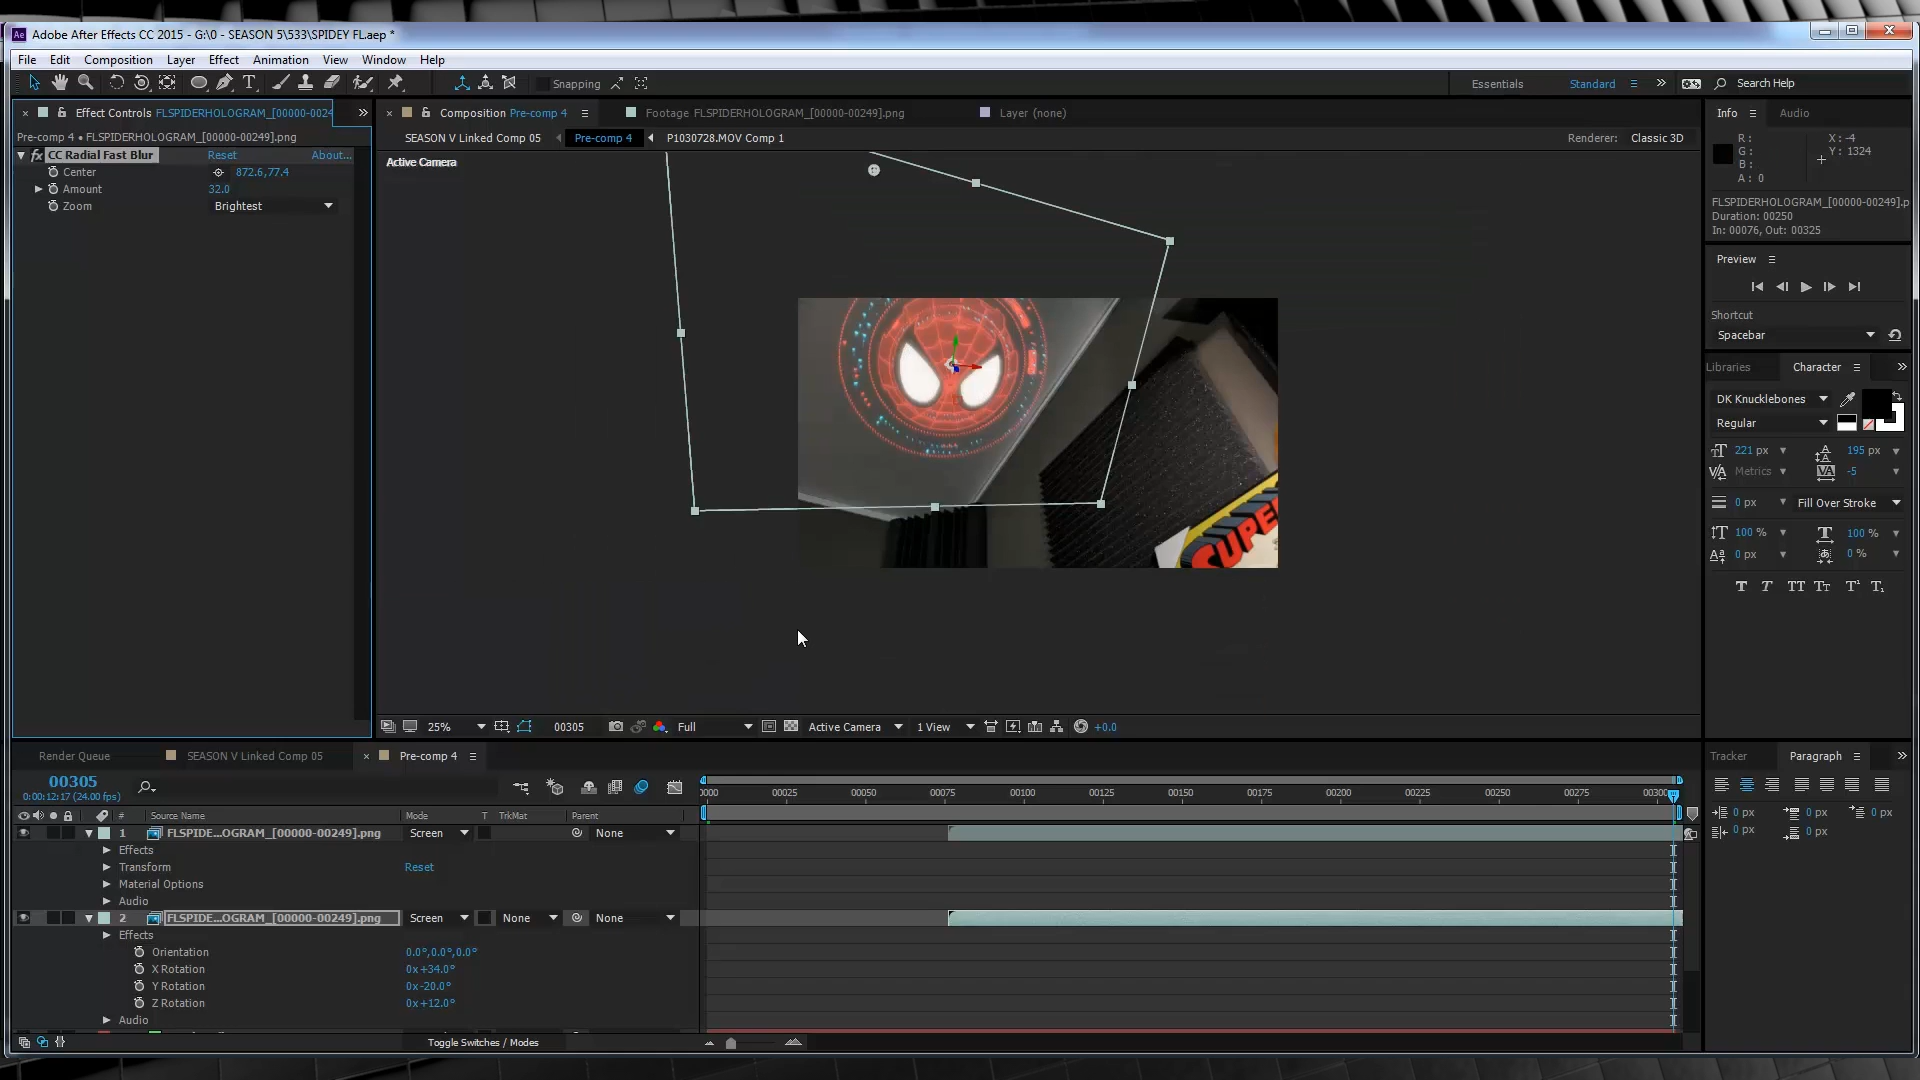 Adobe After Effects CC 2015 - G:\0 - SEASON 5\533\SPIDEY FL.aep *
File Edit Composition Layer Effect Animation View Window Help
Snapping Essentials Standard Search Help
Effect Controls FLSPIDERHOLOGRAM_[00000-0024
Composition Pre-comp 4 Footage FLSPIDERHOLOGRAM_[00000-00249].png Layer (none)
Info Audio
Pre-comp 4 • FLSPIDERHOLOGRAM_[00000-00249].png
SEASON V Linked Comp 05 Pre-comp 4 P1030728.MOV Comp 1 Renderer: Classic 3D
fx CC Radial Fast Blur Reset About...
Center 872.6,77.4
Amount 32.0
Zoom Brightest
Active Camera
R : X : -4
G : Y : 1324
B :
A : 0
FLSPIDERHOLOGRAM_[00000-00249].p
Duration: 00250
In: 00076, Out: 00325
Preview
Shortcut
Spacebar
Libraries Character
DK Knucklebones
Regular
221 px 195 px
Metrics -5
0 px Fill Over Stroke
100 % 100 %
0 px 0 %
T T TT Tt T¹ T₁
SUPE
25% 00305 Full Active Camera 1 View +0.0
Render Queue SEASON V Linked Comp 05 Pre-comp 4
Tracker Paragraph
00305
0:00:12:17 (24.00 fps)
0000 00025 00050 00075 00100 00125 00150 00175 00200 00225 00250 00275 00300
# Source Name Mode T TrkMat Parent
1 FLSPIDE...OGRAM_[00000-00249].png Screen None
Effects
Transform Reset
Material Options
Audio
2 FLSPIDE...OGRAM_[00000-00249].png Screen None None
Effects
Orientation 0.0°,0.0°,0.0°
X Rotation 0x+34.0°
Y Rotation 0x-20.0°
Z Rotation 0x+12.0°
Audio
0 px 0 px 0 px
0 px 0 px
Toggle Switches / Modes